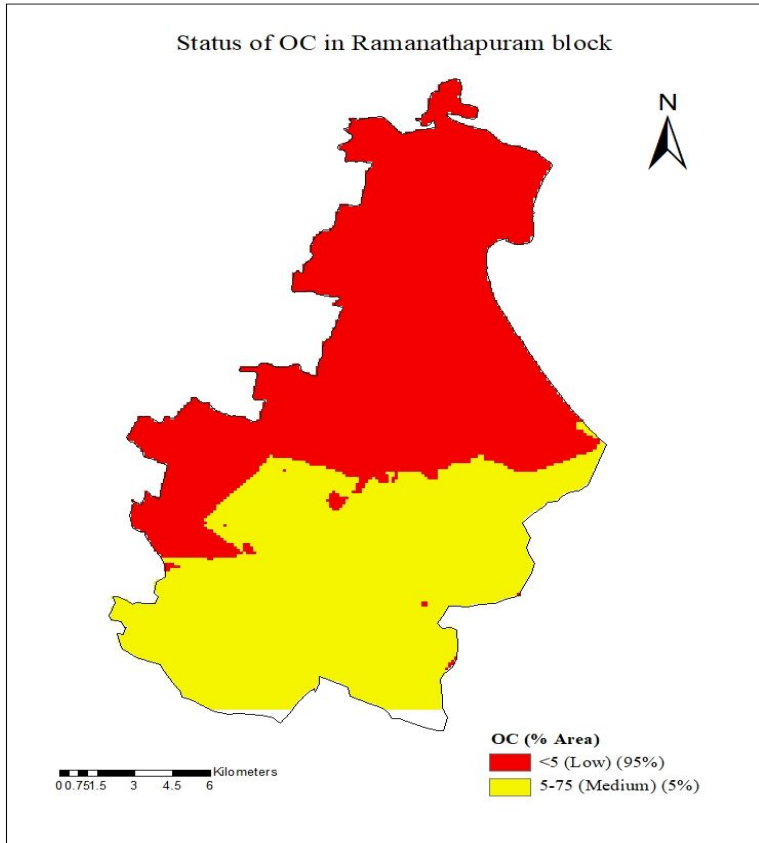 Status of OC in Ramanathapuram block
N
OC (% Area)
<5 (Low) (95%)
5-75 (Medium) (5%)
Kilometers
0 0.75 1.5 3 4.5 6